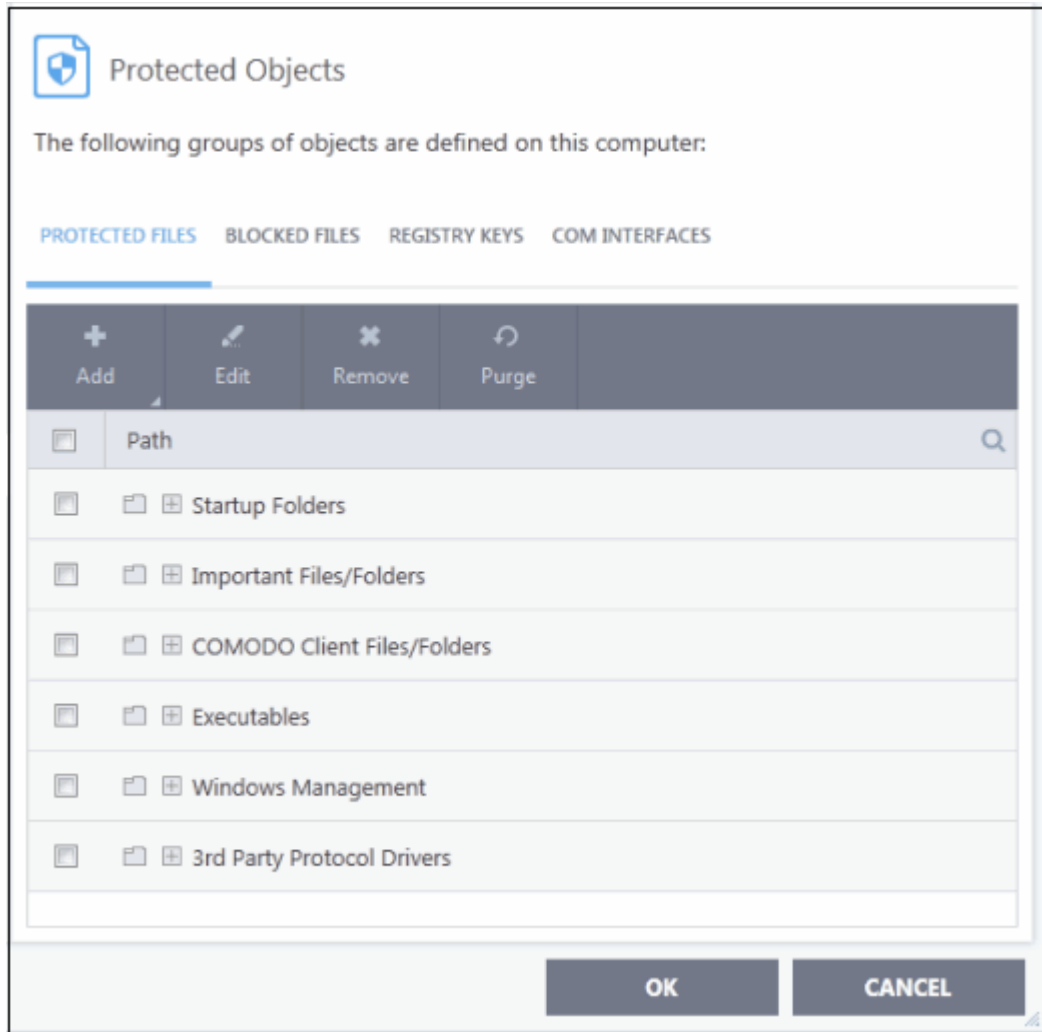 Protected Objects
The following groups of objects are defined on this computer:
PROTECTED FILES BLOCKED FILES REGISTRY KEYS COM INTERFACES
Add Edit Remove Purge
Path
Startup Folders
Important Files/Folders
COMODO Client Files/Folders
Executables
Windows Management
3rd Party Protocol Drivers
OK CANCEL